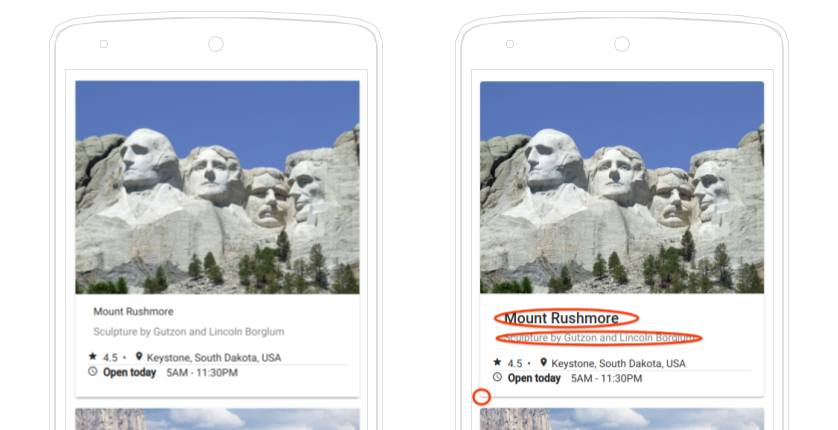 Mount Rushmore
Sculpture by Gutzon and Lincoln Borglum
4.5 · Keystone, South Dakota, USA
Open today 5AM - 11:30PM
Mount Rushmore
Sculpture by Gutzon and Lincoln Borglum
4.5 · Keystone, South Dakota, USA
Open today 5AM - 11:30PM